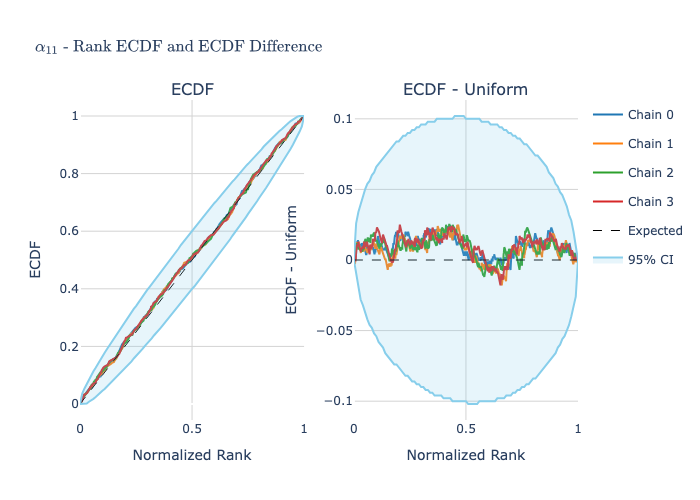 α₁₁ - Rank ECDF and ECDF Difference
ECDF
ECDF
1
0.8
0.6
0.4
0.2
0
0
0.5
1
Normalized Rank
ECDF - Uniform
ECDF - Uniform
0.1
0.05
0
−0.05
−0.1
0
0.5
1
Normalized Rank
Chain 0
Chain 1
Chain 2
Chain 3
Expected
95% CI